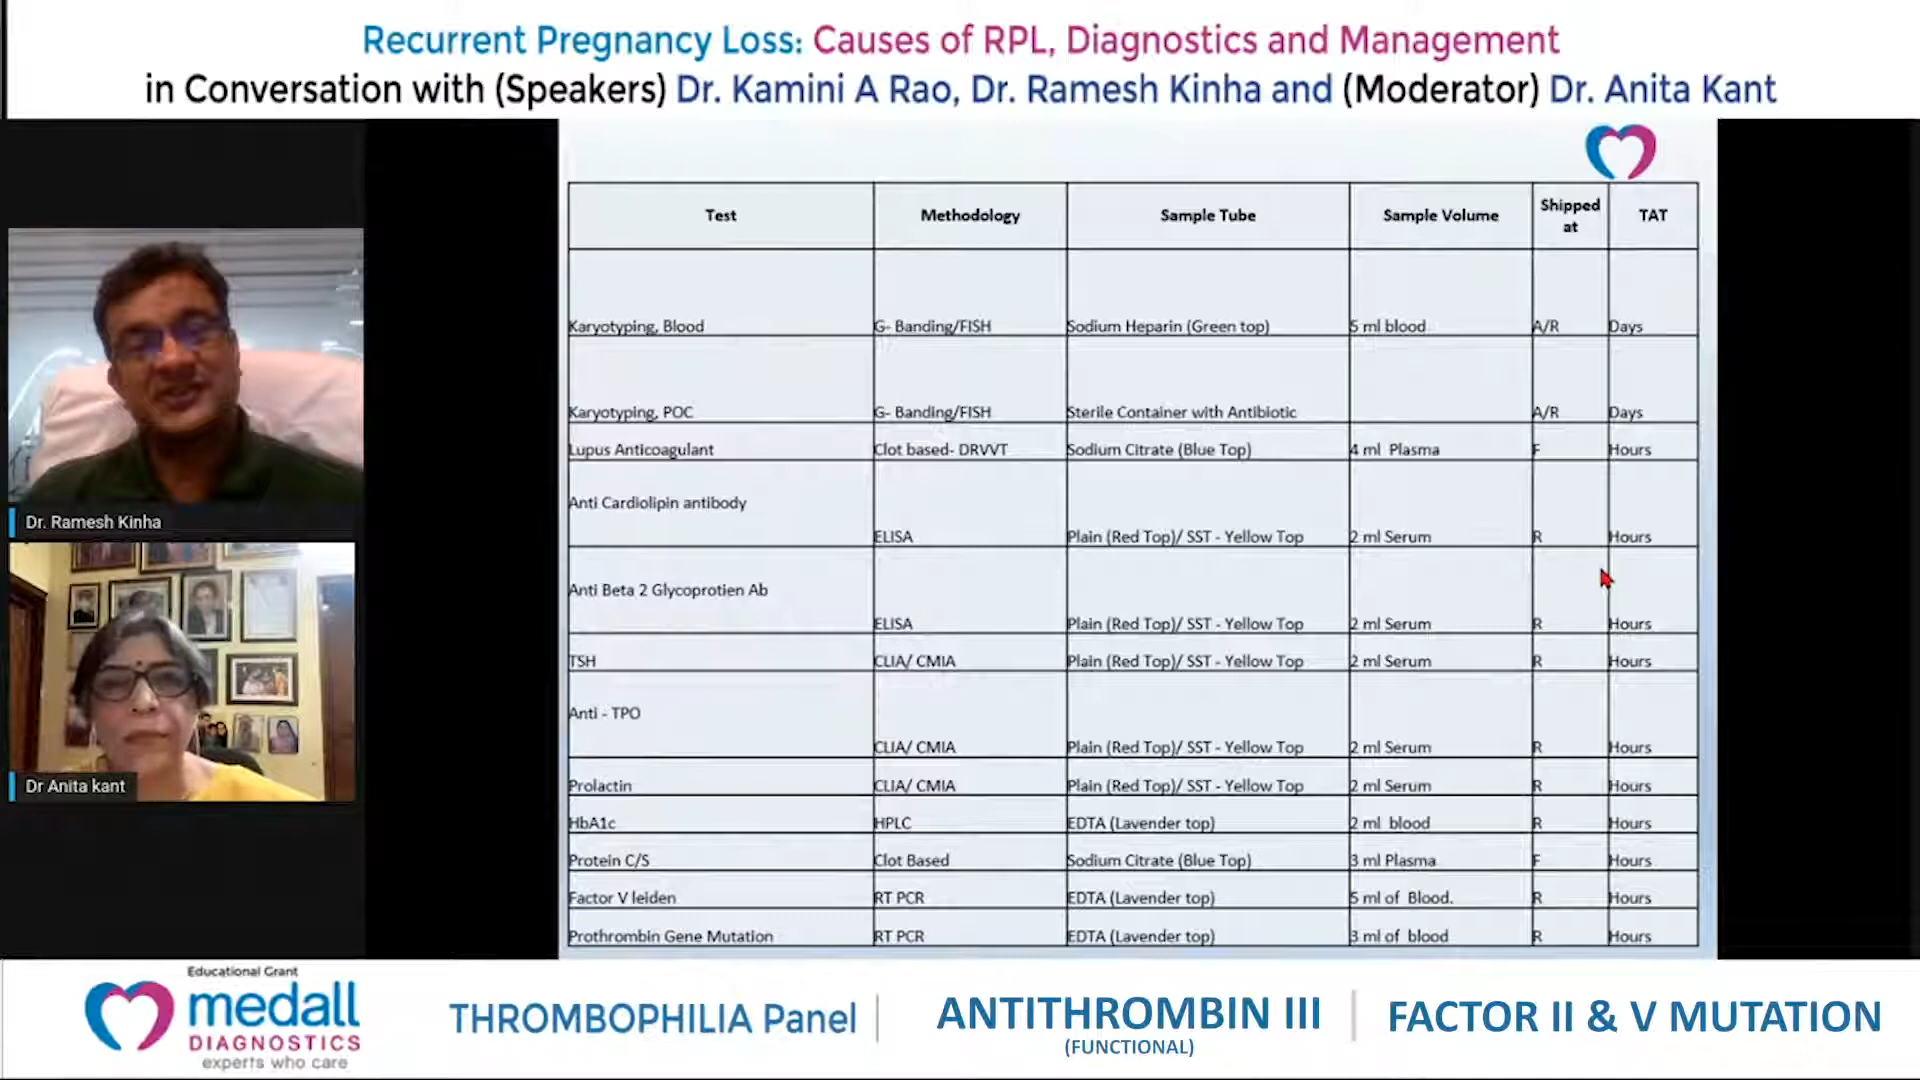 Recurrent Pregnancy Loss: Causes of RPL, Diagnostics and Management
in Conversation with (Speakers) Dr. Kamini A Rao, Dr. Ramesh Kinha and (Moderator) Dr. Anita Kant
Dr. Ramesh Kinha
Dr Anita kant
Test Methodology Sample Tube Sample Volume Shipped at TAT
Karyotyping, Blood G- Banding/FISH Sodium Heparin (Green top) 5 ml blood A/R Days
Karyotyping, POC G- Banding/FISH Sterile Container with Antibiotic A/R Days
Lupus Anticoagulant Clot based- DRVVT Sodium Citrate (Blue Top) 4 ml Plasma F Hours
Anti Cardiolipin antibody ELISA Plain (Red Top)/ SST - Yellow Top 2 ml Serum R Hours
Anti Beta 2 Glycoprotien Ab ELISA Plain (Red Top)/ SST - Yellow Top 2 ml Serum R Hours
TSH CLIA/ CMIA Plain (Red Top)/ SST - Yellow Top 2 ml Serum R Hours
Anti - TPO CLIA/ CMIA Plain (Red Top)/ SST - Yellow Top 2 ml Serum R Hours
Prolactin CLIA/ CMIA Plain (Red Top)/ SST - Yellow Top 2 ml Serum R Hours
HbA1c HPLC EDTA (Lavender top) 2 ml blood R Hours
Protein C/S Clot Based Sodium Citrate (Blue Top) 3 ml Plasma F Hours
Factor V leiden RT PCR EDTA (Lavender top) 5 ml of Blood. R Hours
Prothrombin Gene Mutation RT PCR EDTA (Lavender top) 3 ml of blood R Hours
Educational Grant
medall
DIAGNOSTICS
experts who care
THROMBOPHILIA Panel
ANTITHROMBIN III
(FUNCTIONAL)
FACTOR II & V MUTATION